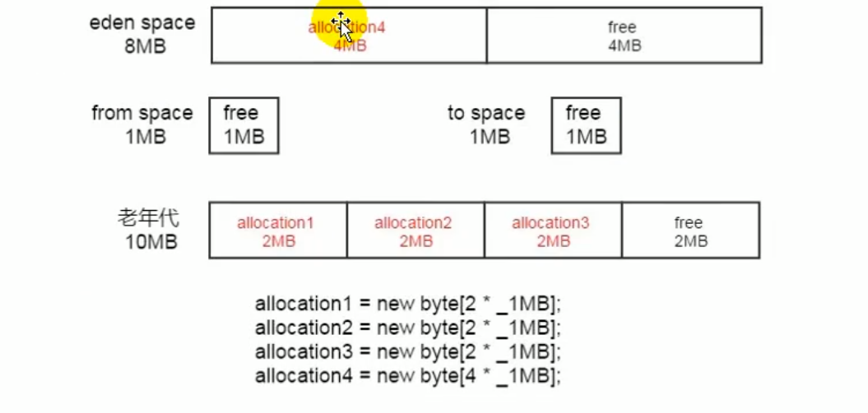 eden space
8MB
allocation4
4MB
free
4MB
from space
1MB
free
1MB
to space
1MB
free
1MB
老年代
10MB
allocation1
2MB
allocation2
2MB
allocation3
2MB
free
2MB
allocation1 = new byte[2 * _1MB];
allocation2 = new byte[2 * _1MB];
allocation3 = new byte[2 * _1MB];
allocation4 = new byte[4 * _1MB];